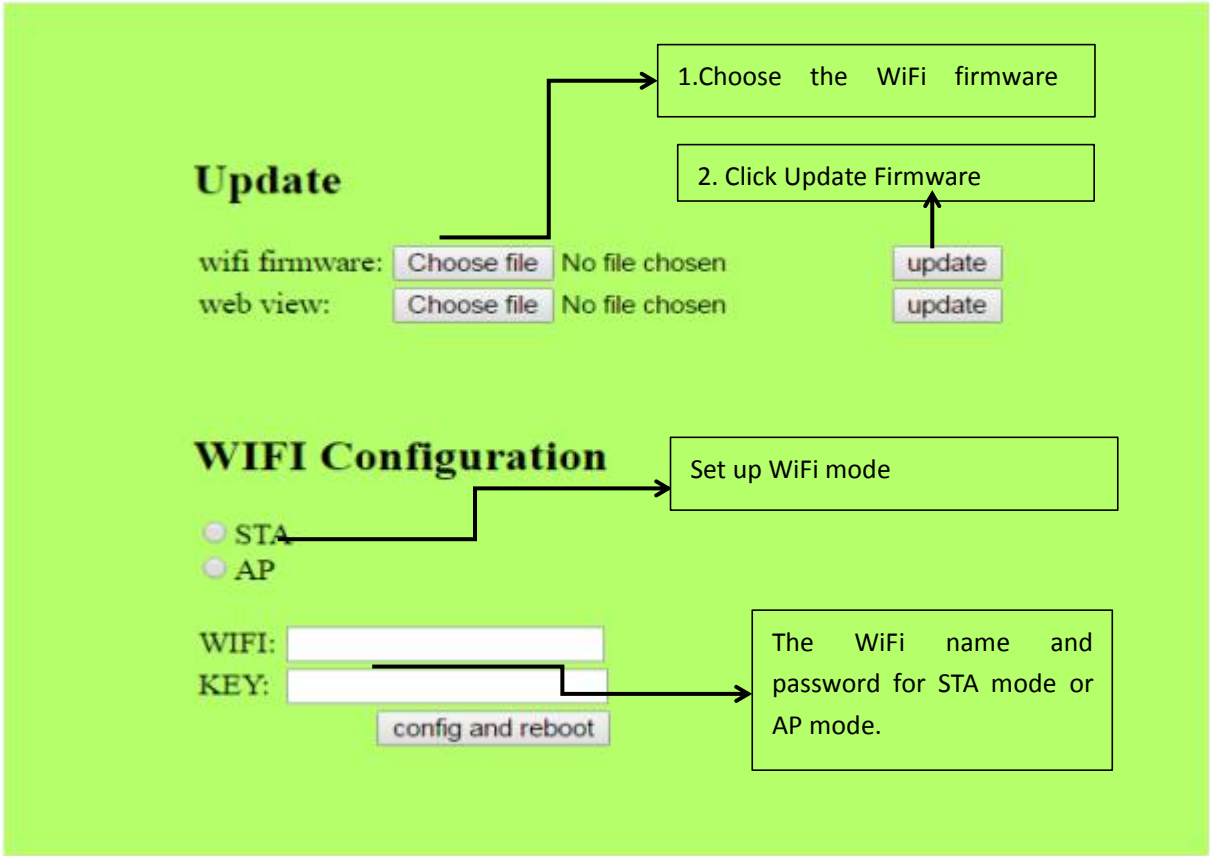 1.Choose the WiFi firmware
Update
2. Click Update Firmware
wifi firmware: Choose file No file chosen update
web view: Choose file No file chosen update
WIFI Configuration
Set up WiFi mode
STA
AP
WIFI:
KEY:
config and reboot
The WiFi name and
password for STA mode or
AP mode.